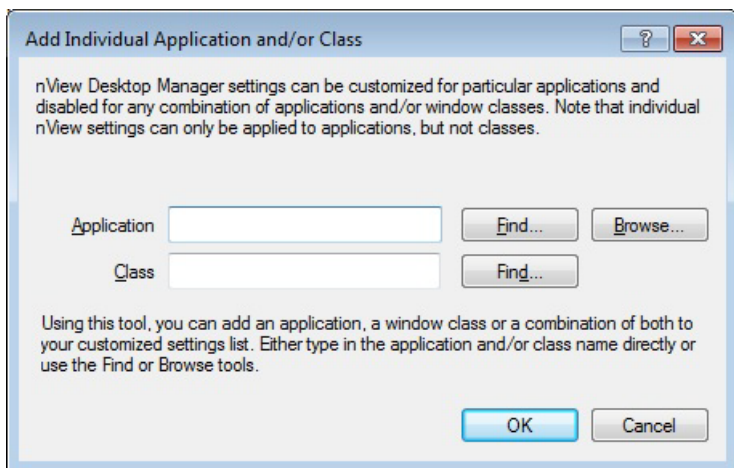 Add Individual Application and/or Class
?
nView Desktop Manager settings can be customized for particular applications and
disabled for any combination of applications and/or window classes. Note that individual
nView settings can only be applied to applications, but not classes.
Application Find... Browse...
Class Find...
Using this tool, you can add an application, a window class or a combination of both to
your customized settings list. Either type in the application and/or class name directly or
use the Find or Browse tools.
OK Cancel